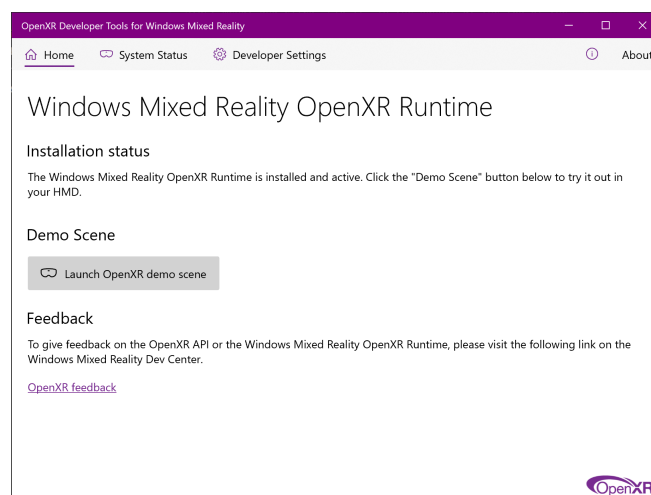 OpenXR Developer Tools for Windows Mixed Reality
Home System Status Developer Settings About
Windows Mixed Reality OpenXR Runtime
Installation status
The Windows Mixed Reality OpenXR Runtime is installed and active. Click the "Demo Scene" button below to try it out in
your HMD.
Demo Scene
Launch OpenXR demo scene
Feedback
To give feedback on the OpenXR API or the Windows Mixed Reality OpenXR Runtime, please visit the following link on the
Windows Mixed Reality Dev Center.
OpenXR feedback
OpenXR